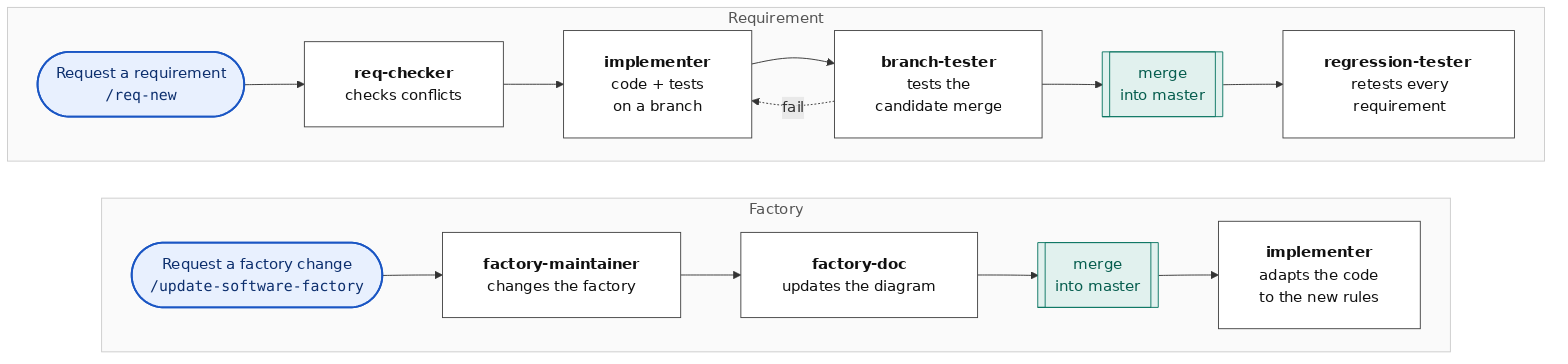 Requirement
Request a requirement
/req-new
req-checker
checks conflicts
implementer
code + tests
on a branch
fail
branch-tester
tests the
candidate merge
merge
into master
regression-tester
retests every
requirement
Factory
Request a factory change
/update-software-factory
factory-maintainer
changes the factory
factory-doc
updates the diagram
merge
into master
implementer
adapts the code
to the new rules